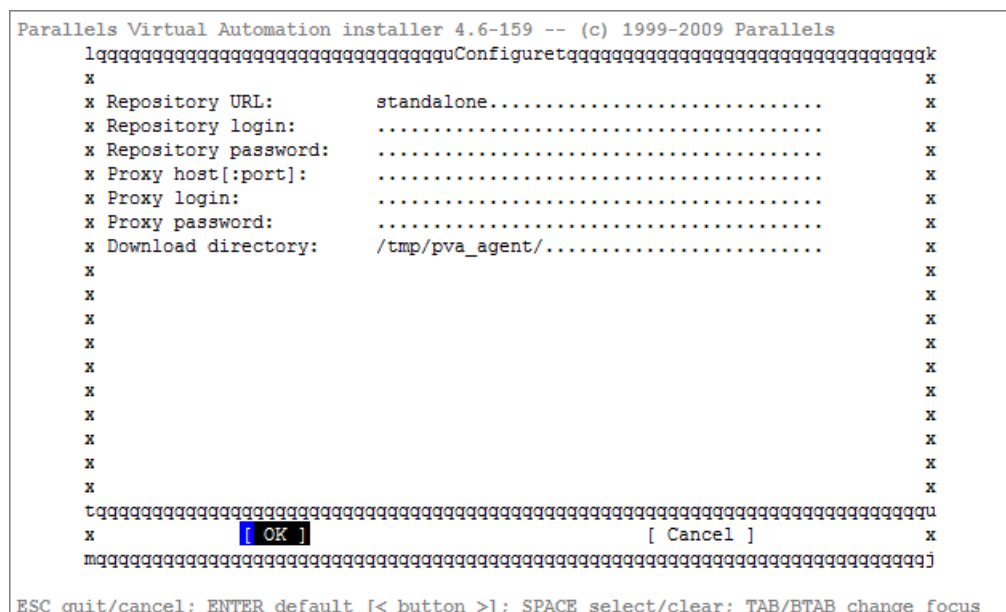 Parallels Virtual Automation installer 4.6-159 -- (c) 1999-2009 Parallels
lqqqqqqqqqqqqqqqqqqqqqqqqqqqqqqquConfiguretqqqqqqqqqqqqqqqqqqqqqqqqqqqqqqqqk
x x
x Repository URL: standalone.............................. x
x Repository login: ........................................ x
x Repository password: ........................................ x
x Proxy host[:port]: ........................................ x
x Proxy login: ........................................ x
x Proxy password: ........................................ x
x Download directory: /tmp/pva_agent/......................... x
x x
x x
x x
x x
x x
x x
x x
x x
x x
x x
tqqqqqqqqqqqqqqqqqqqqqqqqqqqqqqqqqqqqqqqqqqqqqqqqqqqqqqqqqqqqqqqqqqqqqqqqqqu
x [ OK ] [ Cancel ] x
mqqqqqqqqqqqqqqqqqqqqqqqqqqqqqqqqqqqqqqqqqqqqqqqqqqqqqqqqqqqqqqqqqqqqqqqqqqj
ESC quit/cancel; ENTER default [< button >]; SPACE select/clear; TAB/BTAB change focus